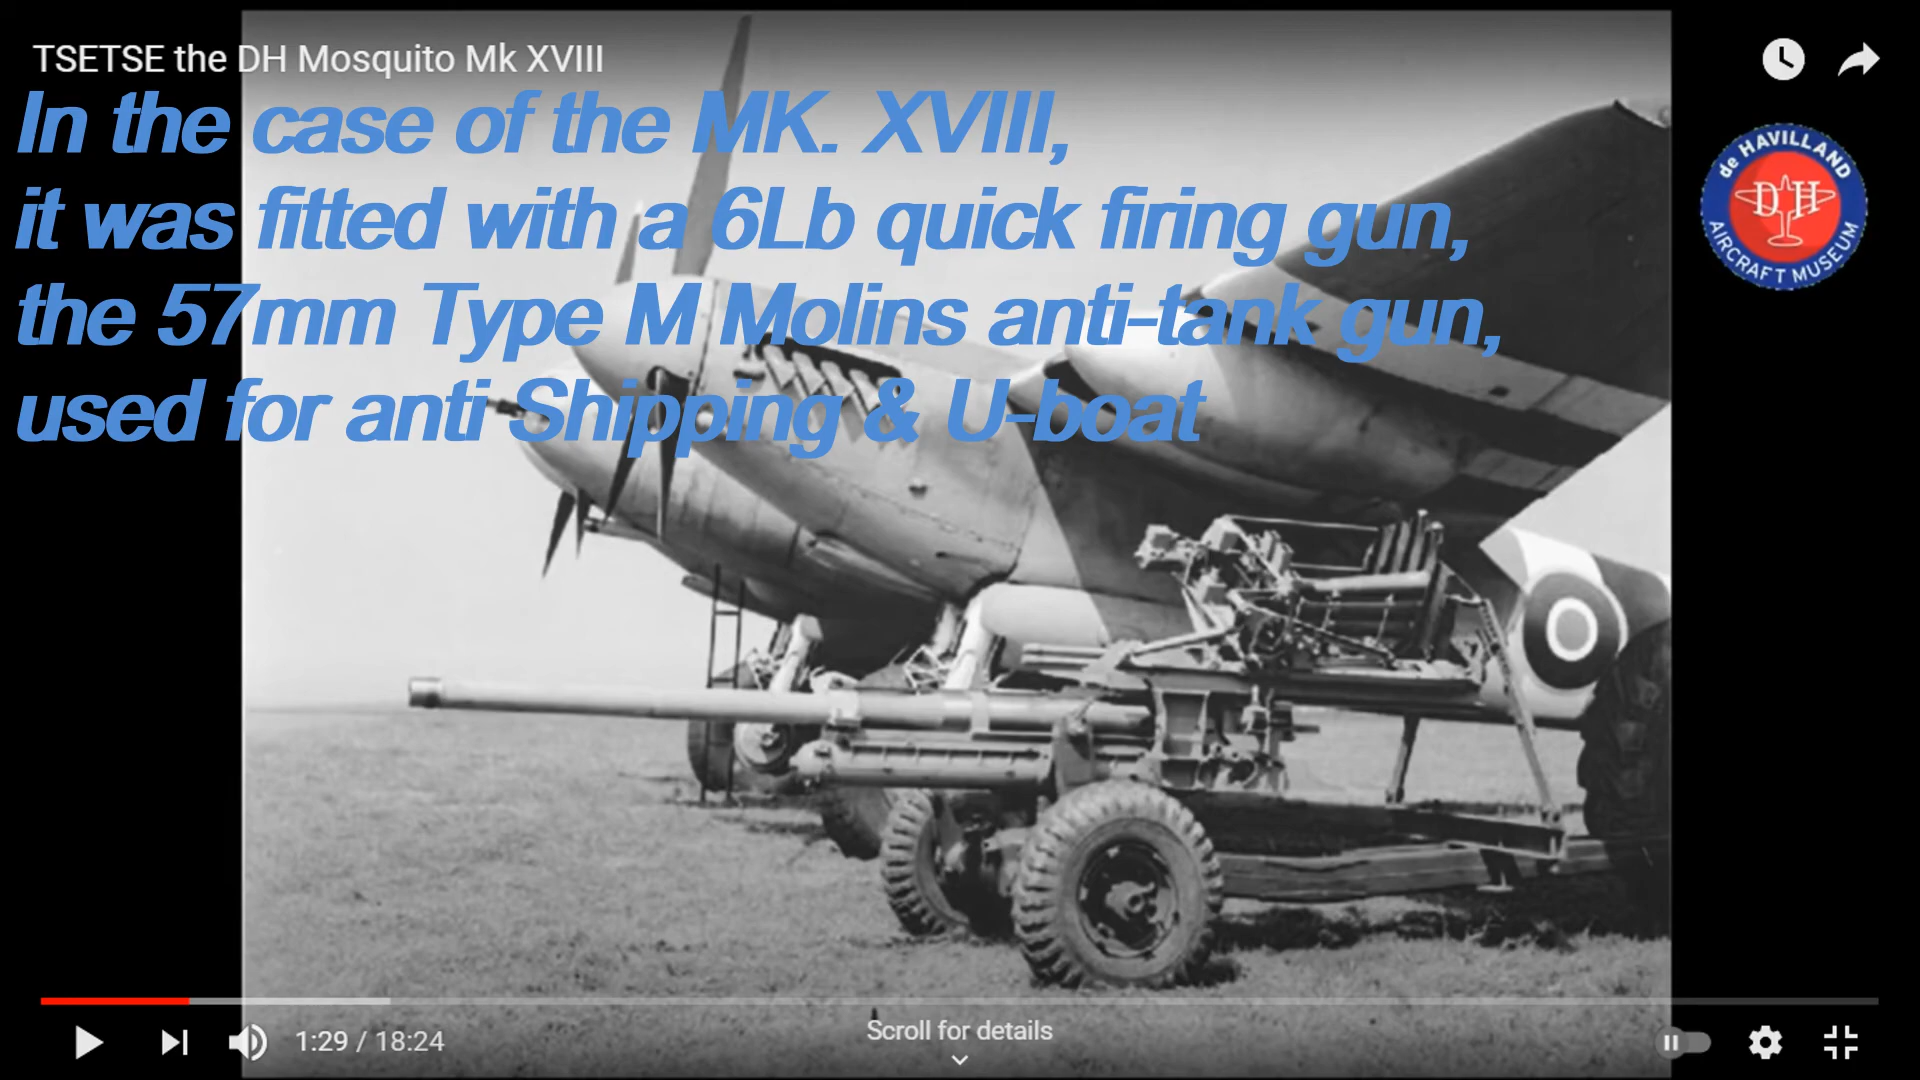 TSETSE the DH Mosquito Mk XVIII
In the case of the MK. XVIII,
it was fitted with a 6Lb quick firing gun,
the 57mm Type M Molins anti-tank gun,
used for anti Shipping & U-boat
de HAVILLAND
DH
AIRCRAFT MUSEUM
1:29 / 18:24
Scroll for details